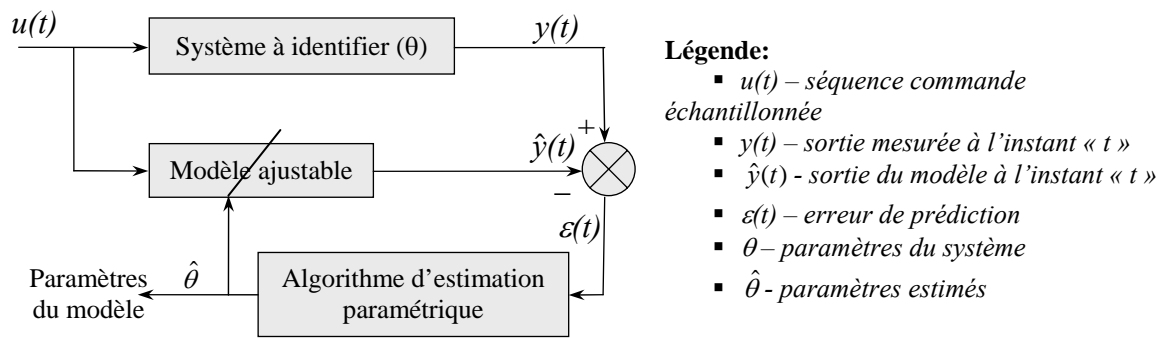 u(t)
Système à identifier (θ)
y(t)
Modèle ajustable
ŷ(t)
+
−
ε(t)
Algorithme d’estimation
paramétrique
θ̂
Paramètres
du modèle
Légende:
▪ u(t) – séquence commande
échantillonnée
▪ y(t) – sortie mesurée à l’instant « t »
▪ ŷ(t) - sortie du modèle à l’instant « t »
▪ ε(t) – erreur de prédiction
▪ θ – paramètres du système
▪ θ̂ - paramètres estimés